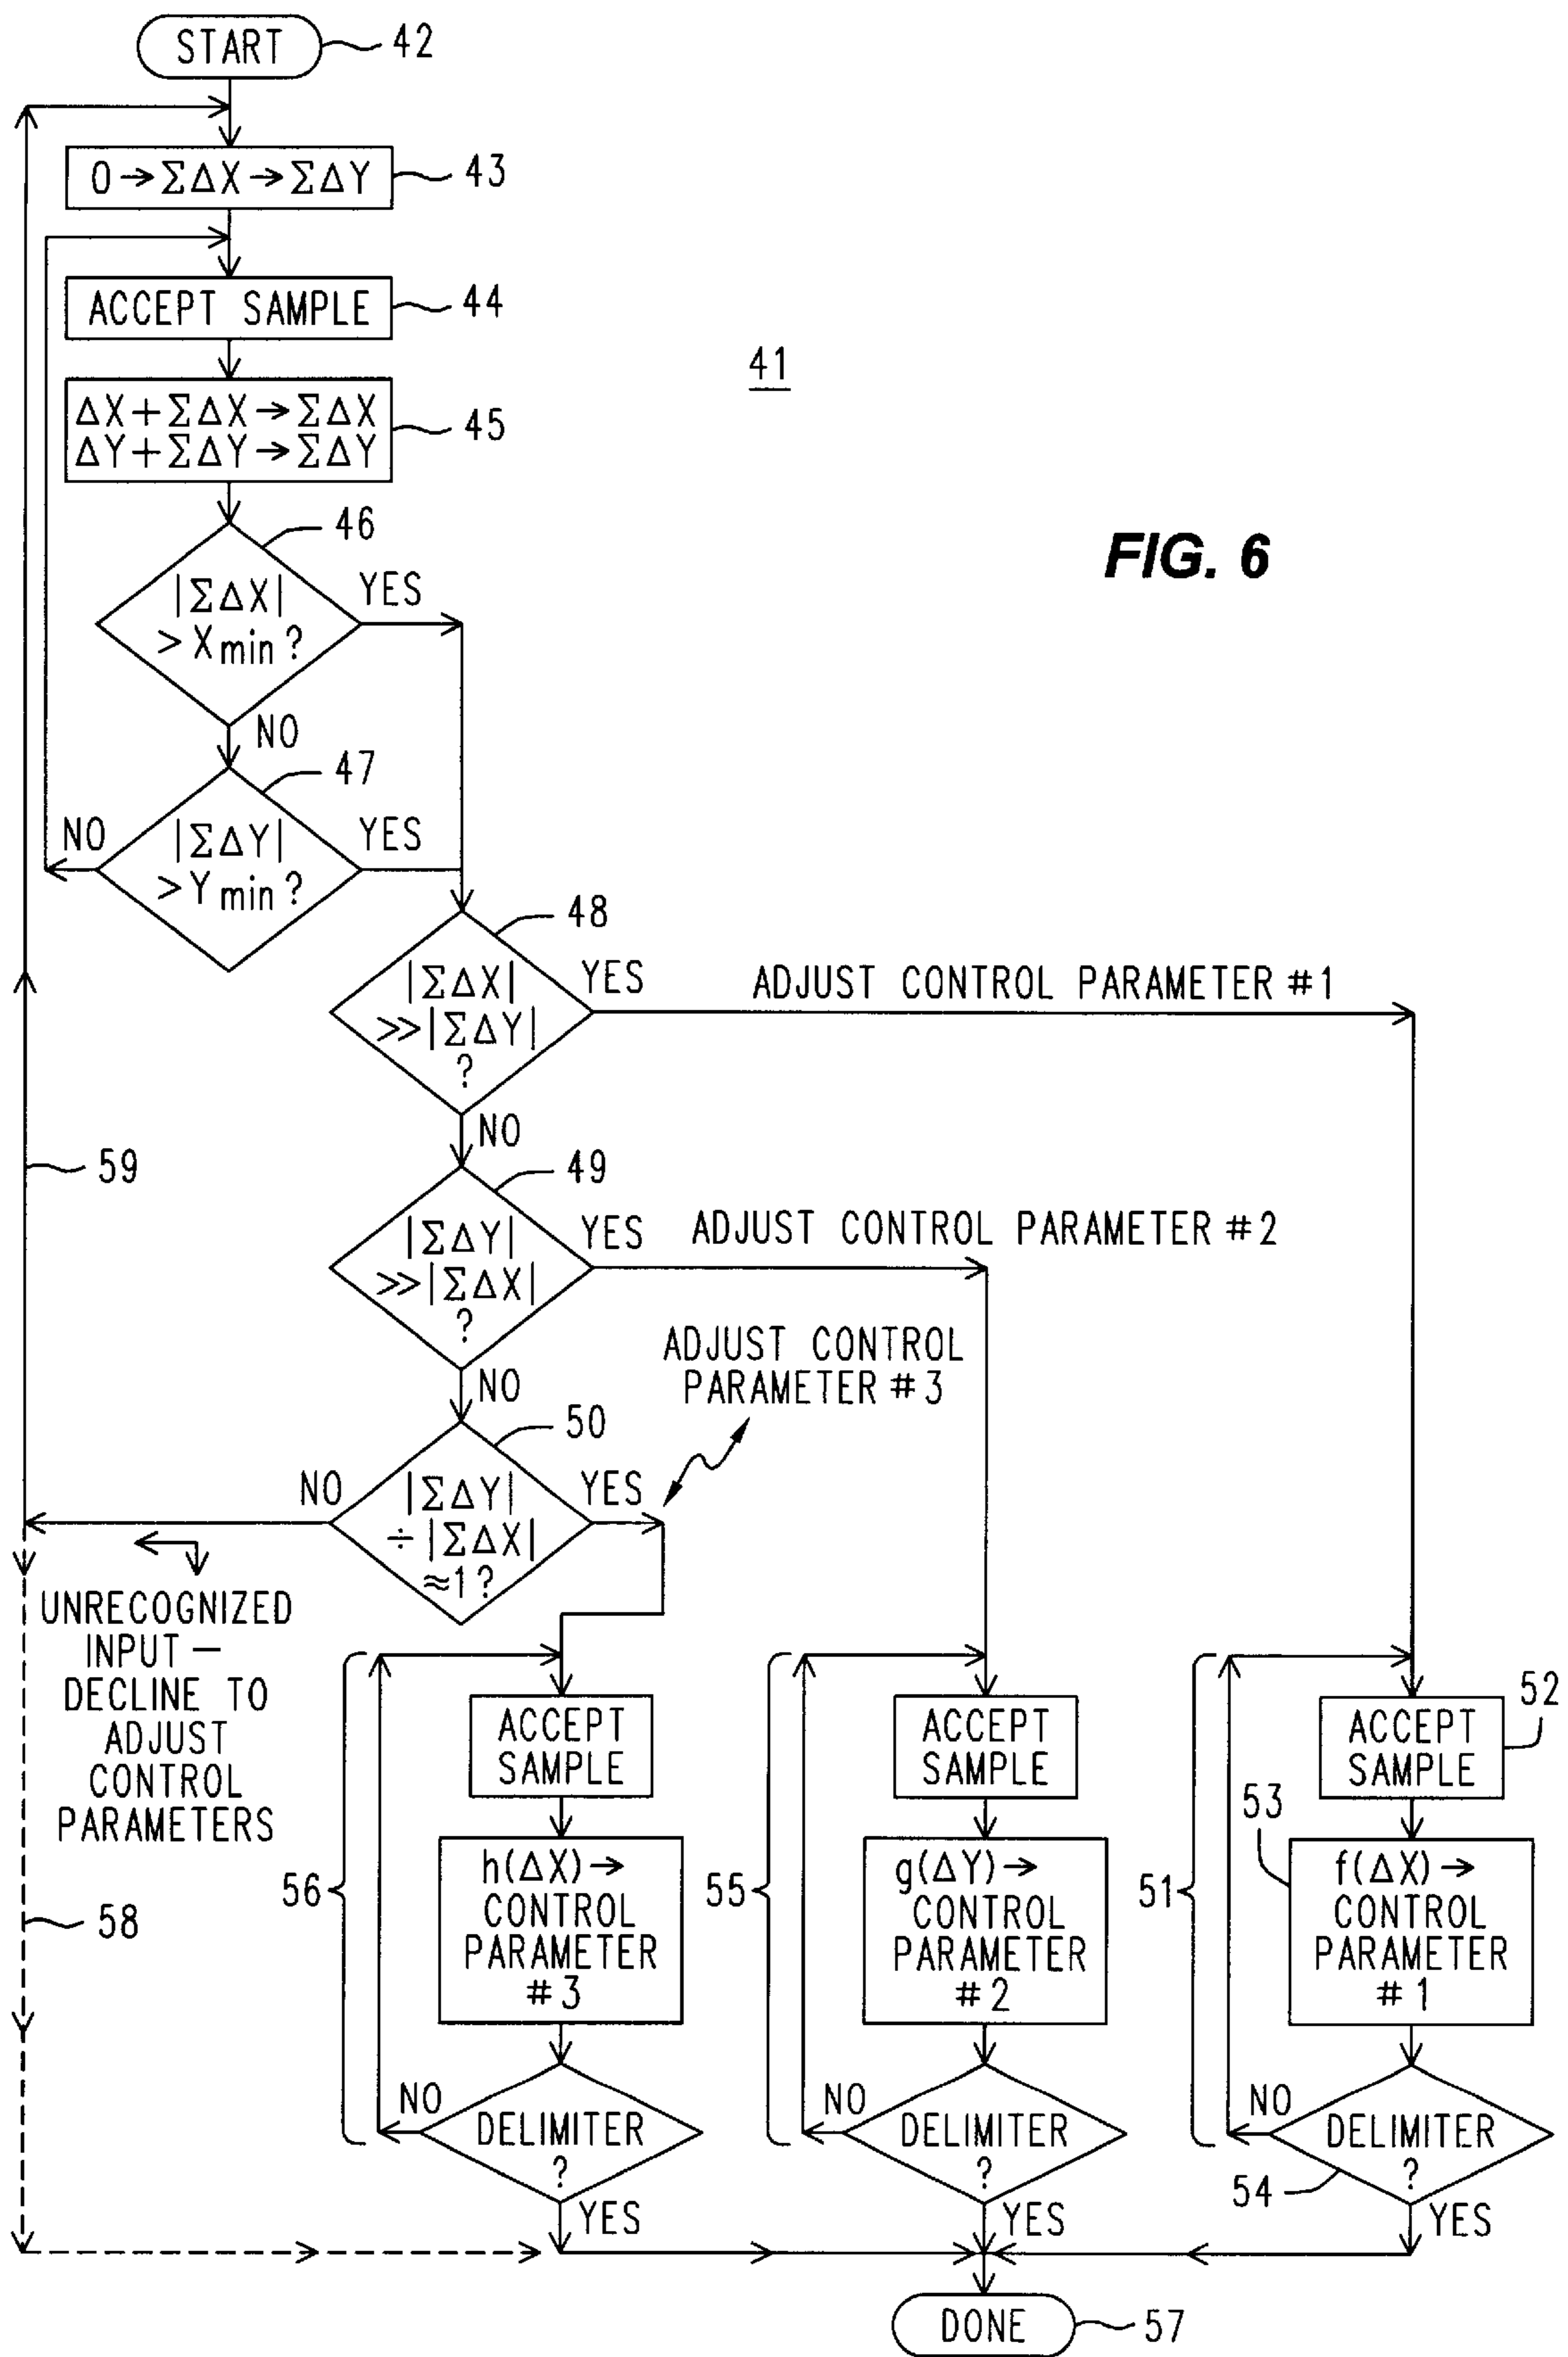 START
42
0→ΣΔX→ΣΔY
43
ACCEPT SAMPLE
44
41
ΔX+ΣΔX→ΣΔX
ΔY+ΣΔY→ΣΔY
45
46
FIG. 6
|ΣΔX|
>Xmin?
YES
NO
47
|ΣΔY|
>Ymin?
NO
YES
48
|ΣΔX|
≫|ΣΔY|
?
YES
ADJUST CONTROL PARAMETER #1
NO
59
49
|ΣΔY|
≫|ΣΔX|
?
YES
ADJUST CONTROL PARAMETER #2
NO
ADJUST CONTROL
PARAMETER #3
50
|ΣΔY|
÷|ΣΔX|
≈1?
NO
YES
UNRECOGNIZED
INPUT—
DECLINE TO
ADJUST
CONTROL
PARAMETERS
58
56
ACCEPT
SAMPLE
h(ΔX)→
CONTROL
PARAMETER
#3
NO
DELIMITER
?
YES
55
ACCEPT
SAMPLE
g(ΔY)→
CONTROL
PARAMETER
#2
NO
DELIMITER
?
YES
51
ACCEPT
SAMPLE
52
53
f(ΔX)→
CONTROL
PARAMETER
#1
NO
DELIMITER
?
54
YES
DONE
57